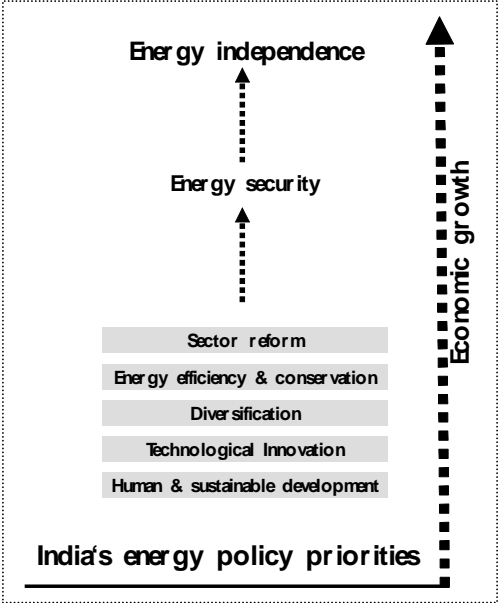 Energy independence
Energy security
Economic growth
Sector reform
Energy efficiency & conservation
Diversification
Technological Innovation
Human & sustainable development
India‘s energy policy priorities